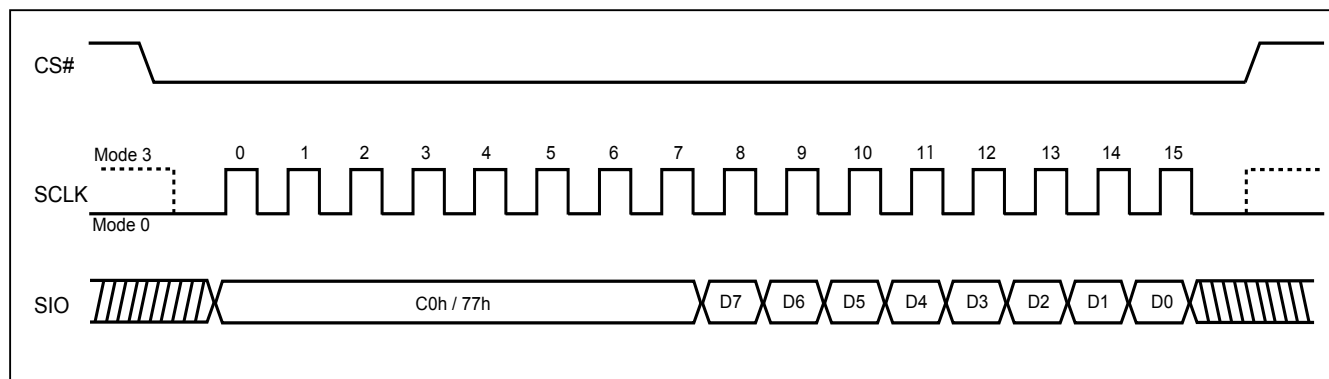 CS#
Mode 3
0 1 2 3 4 5 6 7 8 9 10 11 12 13 14 15
SCLK
Mode 0
SIO
C0h / 77h D7 D6 D5 D4 D3 D2 D1 D0